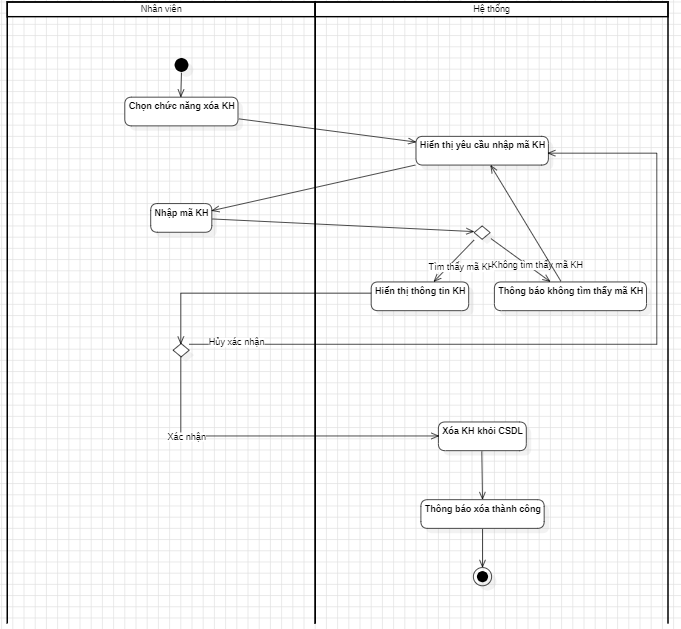 Nhân viên
Hệ thống
Chọn chức năng xóa KH
Hiển thị yêu cầu nhập mã KH
Nhập mã KH
Tìm thấy mã KH
Không tìm thấy mã KH
Hiển thị thông tin KH
Thông báo không tìm thấy mã KH
Hủy xác nhận
Xác nhận
Xóa KH khỏi CSDL
Thông báo xóa thành công